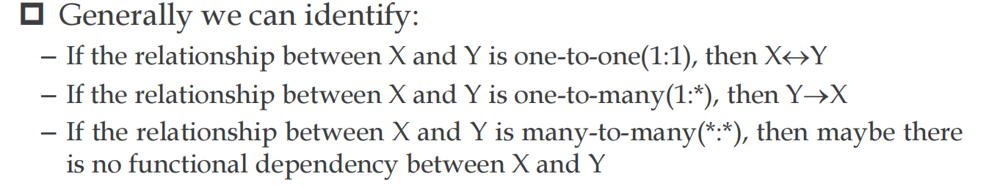 Generally we can identify:
– If the relationship between X and Y is one-to-one(1:1), then X↔Y
– If the relationship between X and Y is one-to-many(1:*), then Y→X
– If the relationship between X and Y is many-to-many(*:*), then maybe there
is no functional dependency between X and Y